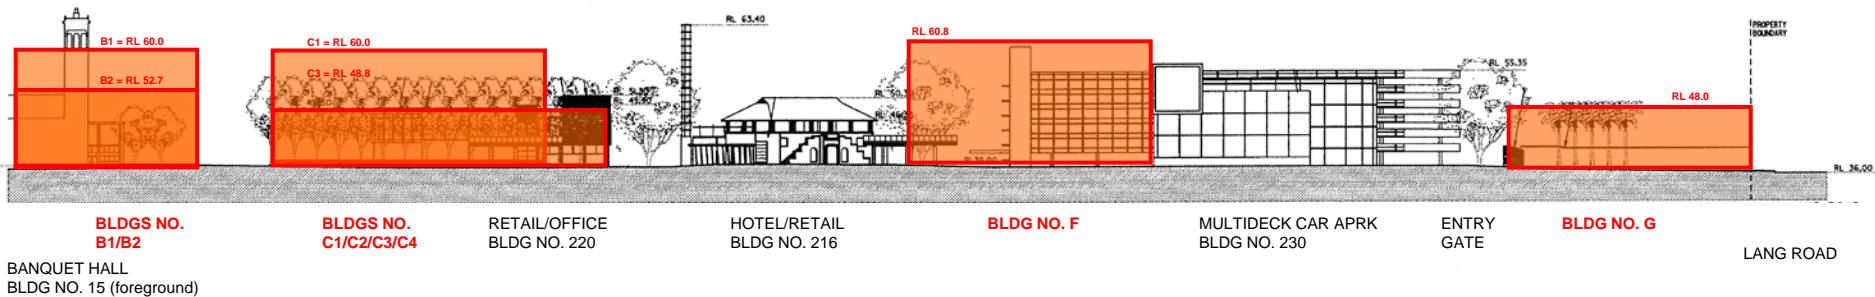 RL 63.40
PROPERTY
BOUNDARY
B1 = RL 60.0
C1 = RL 60.0
RL 60.8
B2 = RL 52.7
C3 = RL 48.8
RL 55.35
RL 48.0
RL38.00
RL 36.00
BLDGS NO.
B1/B2
BLDGS NO.
C1/C2/C3/C4
RETAIL/OFFICE
BLDG NO. 220
HOTEL/RETAIL
BLDG NO. 216
BLDG NO. F
MULTIDECK CAR APRK
BLDG NO. 230
ENTRY
GATE
BLDG NO. G
LANG ROAD
BANQUET HALL
BLDG NO. 15 (foreground)